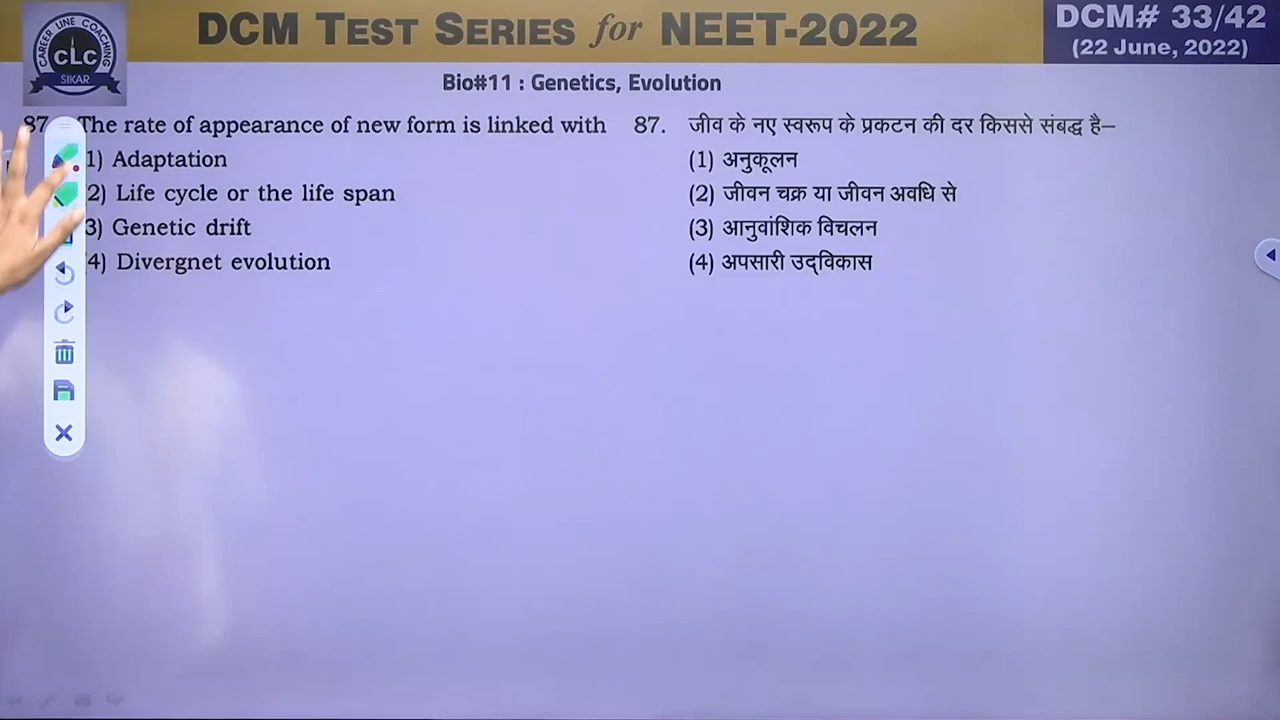 DCM TEST SERIES for NEET-2022
DCM# 33/42
(22 June, 2022)
CAREER LINE COACHING
CLC
SIKAR
Bio#11 : Genetics, Evolution
87. The rate of appearance of new form is linked with
1) Adaptation
2) Life cycle or the life span
3) Genetic drift
(4) Divergnet evolution
87. जीव के नए स्वरूप के प्रकटन की दर किससे संबद्ध है–
(1) अनुकूलन
(2) जीवन चक्र या जीवन अवधि से
(3) आनुवांशिक विचलन
(4) अपसारी उद्विकास